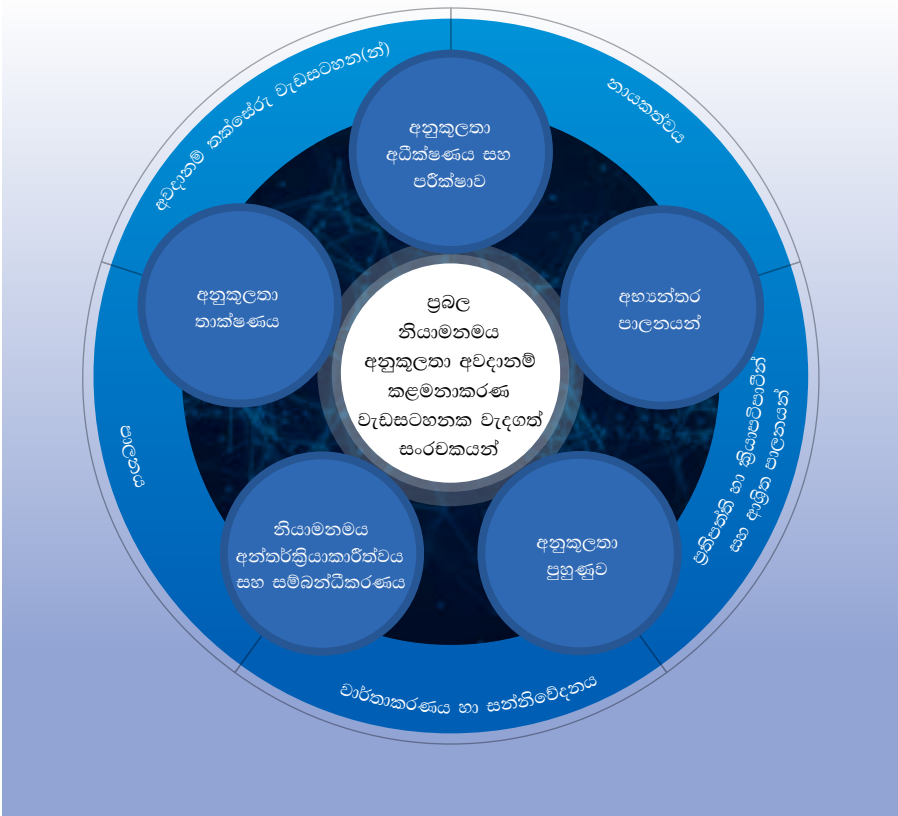 අවදානම් තක්සේරු වැඩසටහන(න්)
නායකත්වය
අනුකූලතා
අධීක්ෂණය සහ
පරීක්ෂාව
අනුකූලතා
තාක්ෂණය
අභ්‍යන්තර
පාලනයන්
ප්‍රබල
නියාමනමය
අනුකූලතා අවදානම්
කළමනාකරණ
වැඩසටහනක වැදගත්
සංරචකයන්
ප්‍රතිපත්ති හා ක්‍රියාපටිපාටීන්
සහ ආශ්‍රිත පාලනයන්
නියාමනමය
අන්තර්ක්‍රියාකාරීත්වය
සහ සම්බන්ධීකරණය
අනුකූලතා
පුහුණුව
වාර්තාකරණය හා සන්නිවේදනය